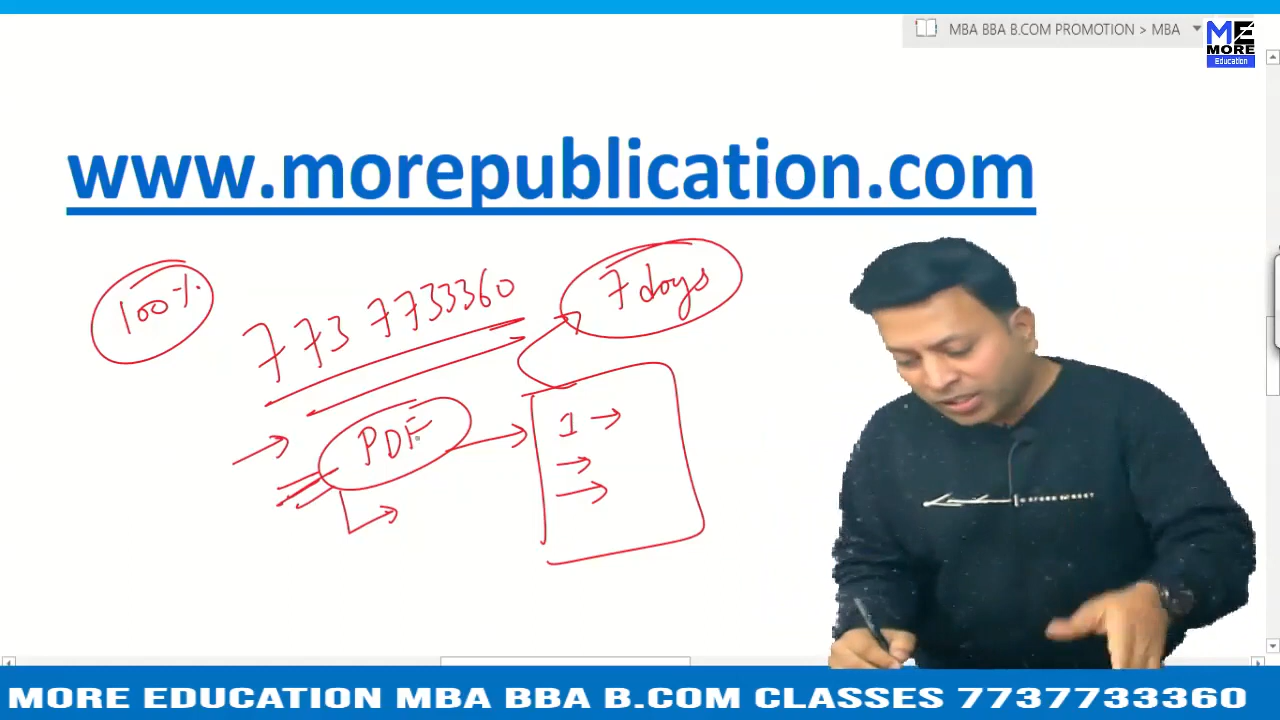 MBA BBA B.COM PROMOTION > MBA
ME
MORE
Education
www.morepublication.com
100%
773 7733360
7 days
PDF
1 →
MORE EDUCATION MBA BBA B.COM CLASSES 7737733360